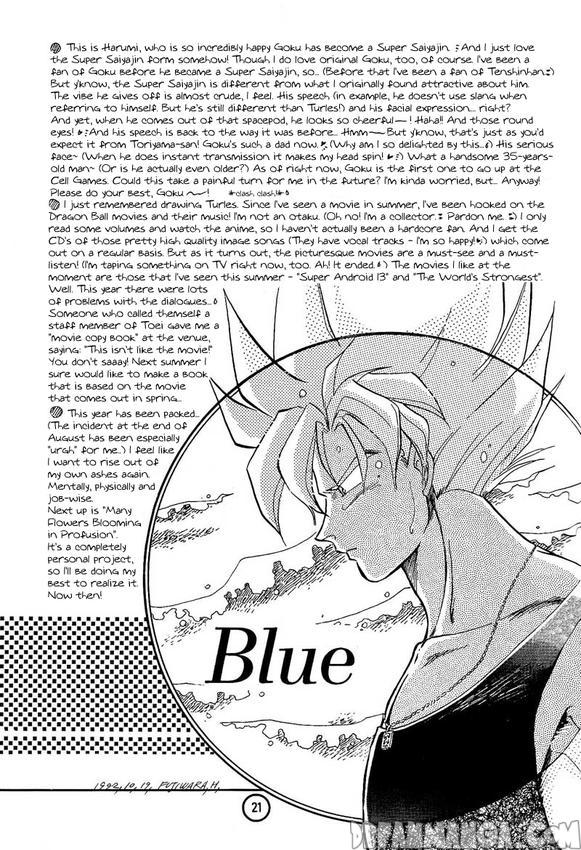 This is Harumi, who is so incredibly happy Goku has become a Super Saiyajin. And I just love
the Super Saiyajin form somehow! Though I do love original Goku, too, of course. I've been a
fan of Goku before he became a Super Saiyajin, so... (Before that I've been a fan of Tenshinhan.)
But y'know, the Super Saiyajin is different from what I originally found attractive about him.
The vibe he gives off is almost crude, I feel. His speech (in example, he doesn't use slang when
referring to himself. But he's still different than Turles!) and his facial expression.... right?
And yet, when he comes out of that spacepod, he looks so cheerful—! Haha!! And those round
eyes! And his speech is back to the way it was before... Hmm— But y'know, that's just as you'd
expect it from Toriyama-san! Goku's such a dad now. (Why am I so delighted by this...) His serious
face~ (When he does instant transmission it makes my head spin! ) What a handsome 35-years-
old man~ (Or is he actually even older?) As of right now, Goku is the first one to go up at the
Cell Games. Could this take a painful turn for me in the future? I'm kinda worried, but... Anyway!
Please do your best, Goku —! *clash, clash!*
I just remembered drawing Turles. Since I've seen a movie in summer, I've been hooked on the
Dragon Ball movies and their music! I'm not an otaku. (Oh no! I'm a collector. Pardon me. ) I only
read some volumes and watch the anime, so I haven't actually been a hardcore fan. And I get the
CD's of those pretty high quality image songs (They have vocal tracks - I'm so happy!) which come
out on a regular basis. But as it turns out, the picturesque movies are a must-see and a must-
listen! (I'm taping something on TV right now, too. Ah! It ended.) The movies I like at the
moment are those that I've seen this summer - "Super Android 13" and "The World's Strongest".
Well. This year there were lots
of problems with the dialogues...
Someone who called themself a
staff member of Toei gave me a
"movie copy book" at the venue,
saying: "This isn't like the movie!"
You don't saaay! Next summer I
sure would like to make a book
that is based on the movie
that comes out in spring...
This year has been packed...
(The incident at the end of
August has been especially
"urgh" for me...) I feel like
I want to rise out of
my own ashes again.
Mentally, physically and
job-wise.
Next up is "Many
Flowers Blooming
in Profusion".
It's a completely
personal project,
so I'll be doing my
best to realize it.
Now then!
Blue
1992, 10, 19, FUJIWARA, H,
21
DREAMMANGA.COM